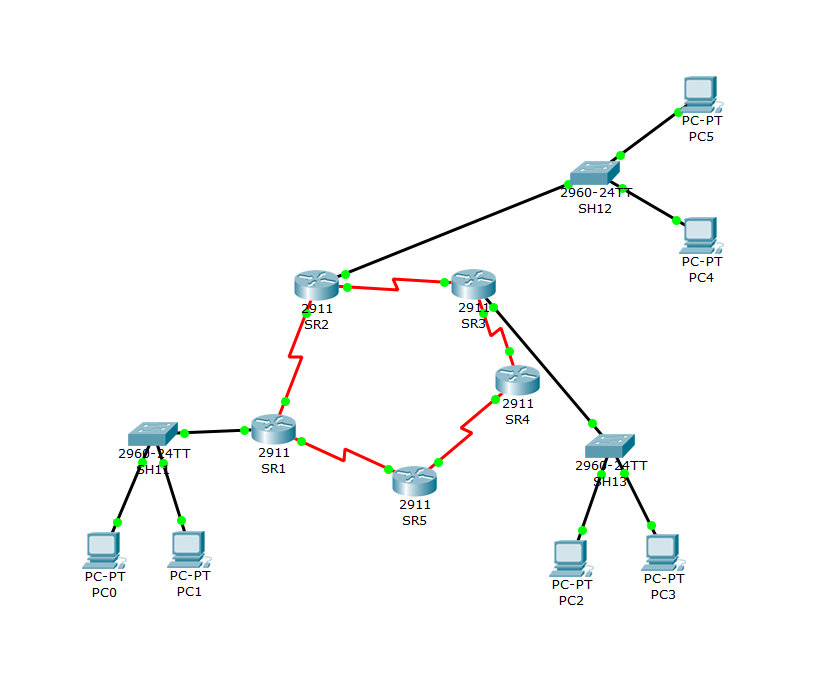 PC-PT
PC5
2960-24TT
SH12
PC-PT
PC4
2911
SR2
2911
SR3
2911
SR4
2911
SR1
2960-24TT
SH11
2960-24TT
SH13
2911
SR5
PC-PT
PC0
PC-PT
PC1
PC-PT
PC2
PC-PT
PC3